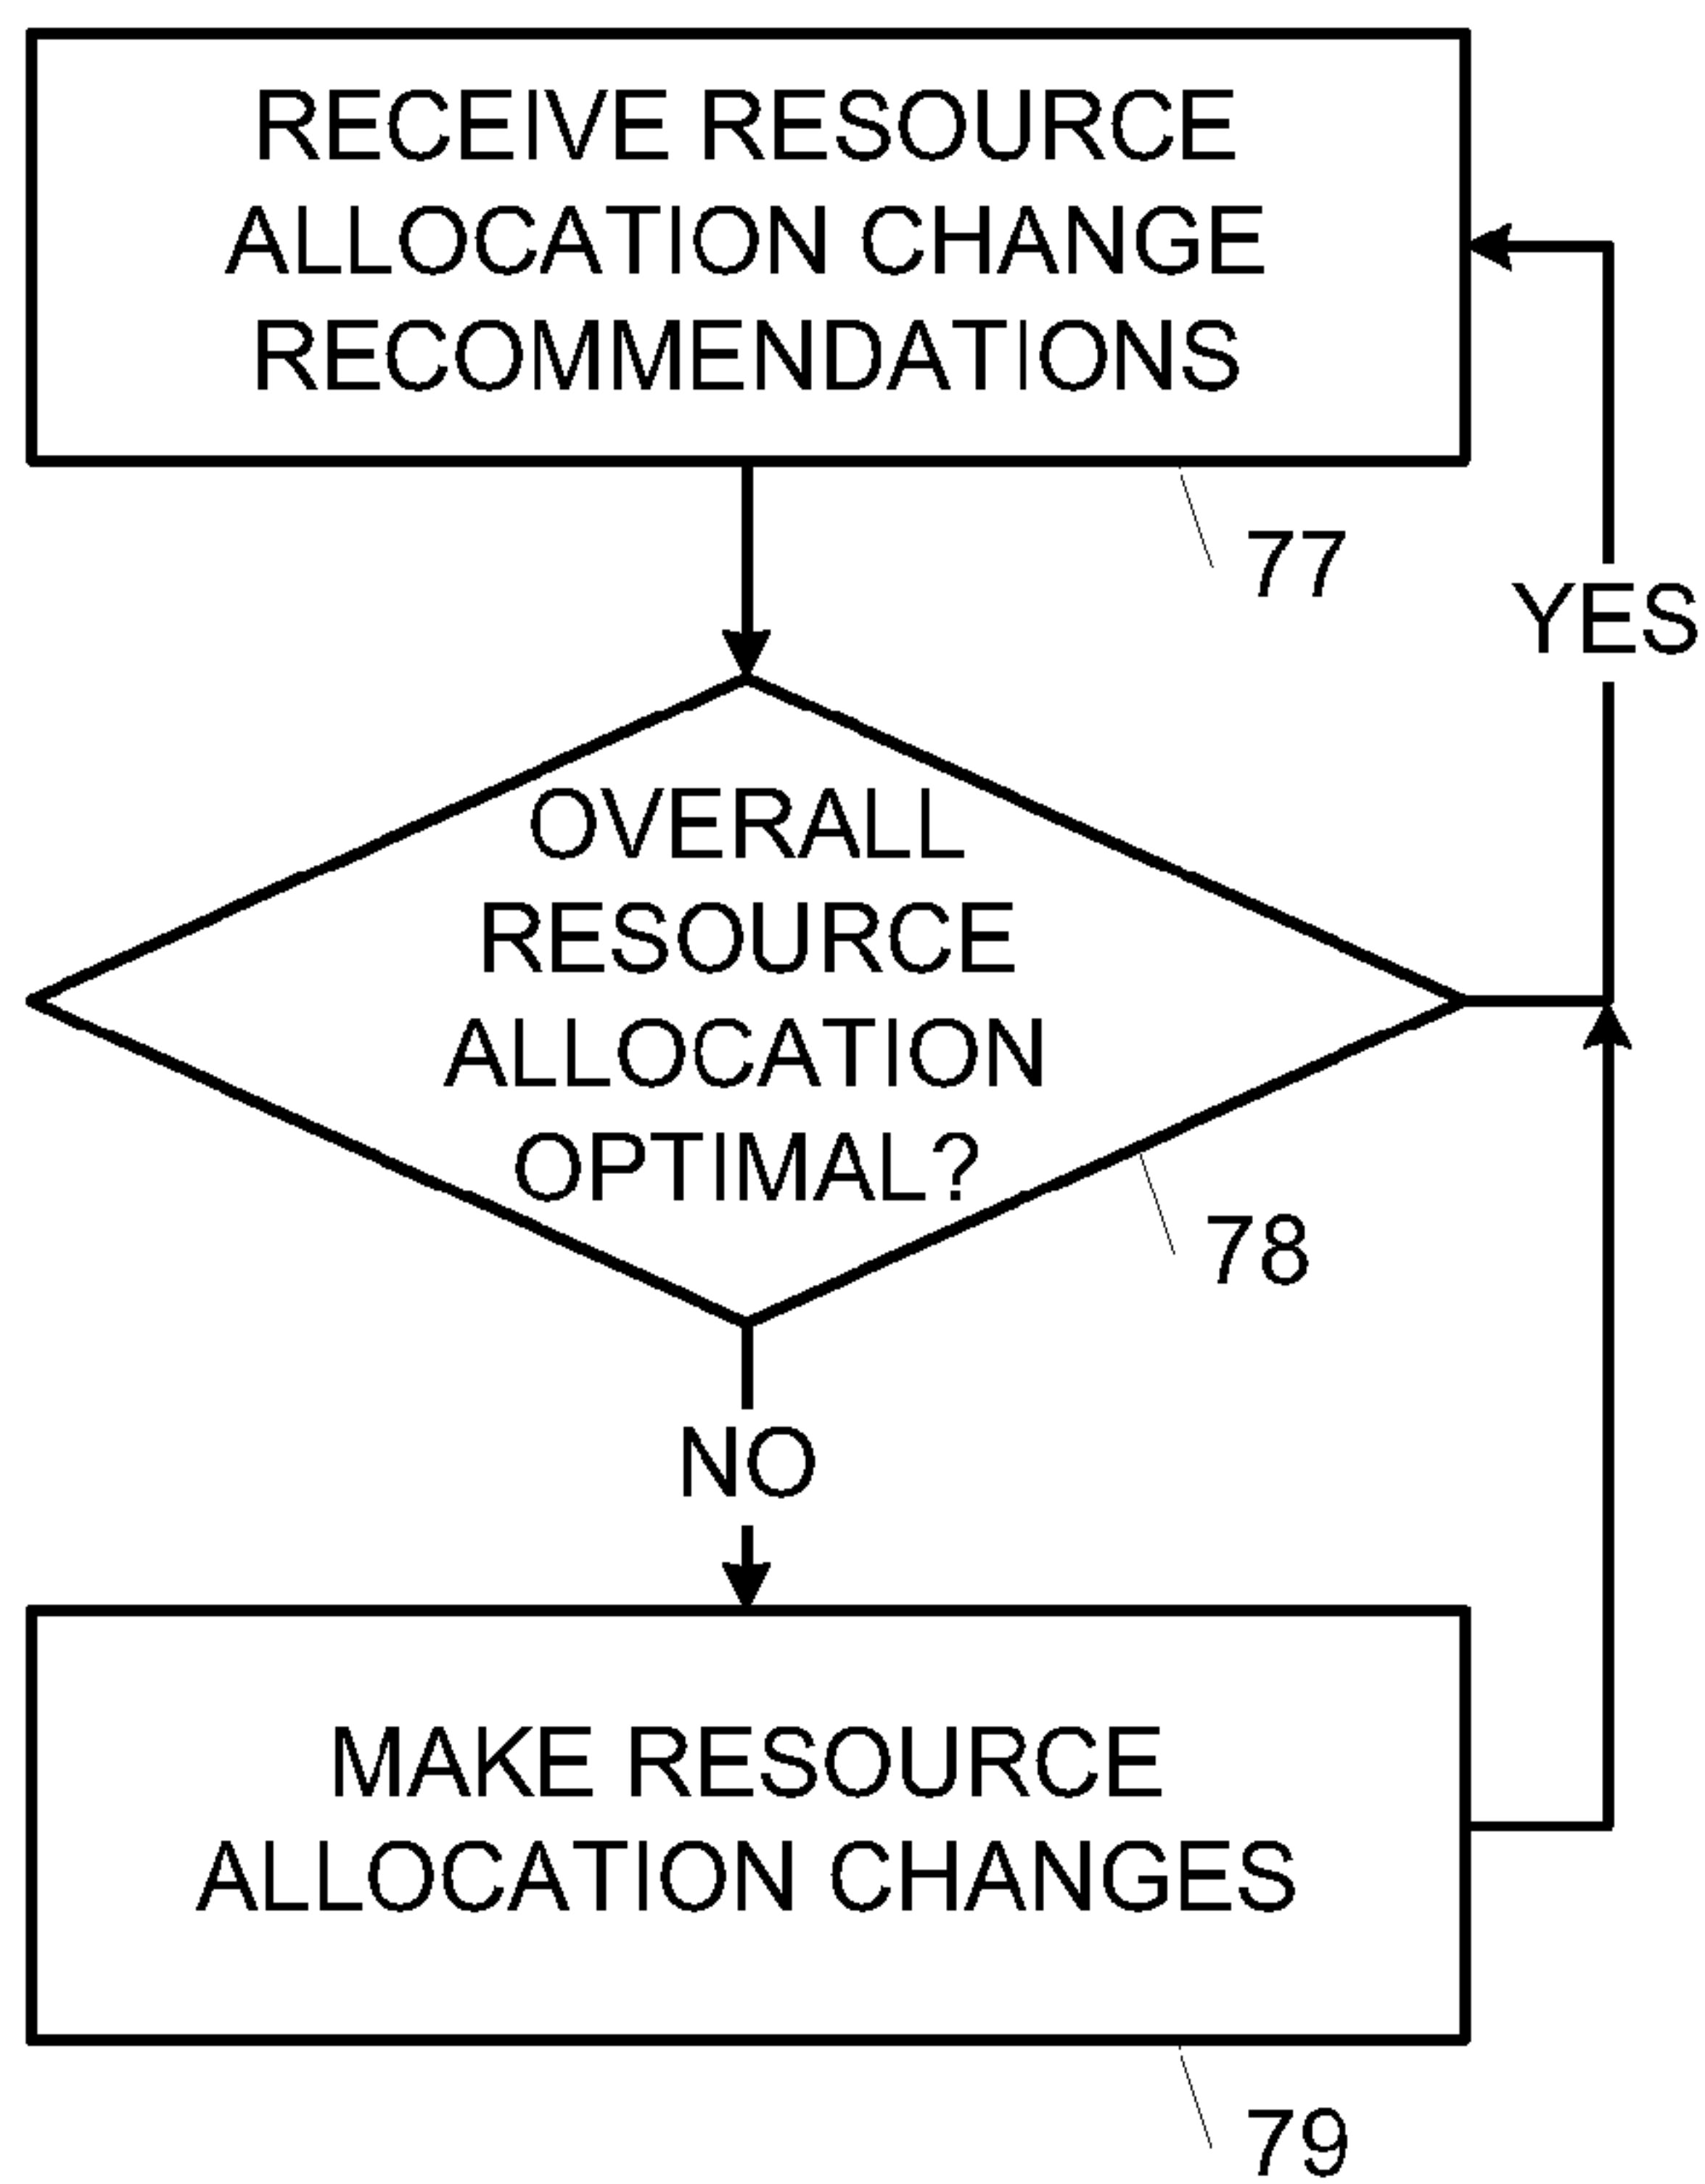 RECEIVE RESOURCE
ALLOCATION CHANGE
RECOMMENDATIONS
77
YES
OVERALL
RESOURCE
ALLOCATION
OPTIMAL?
78
NO
MAKE RESOURCE
ALLOCATION CHANGES
79